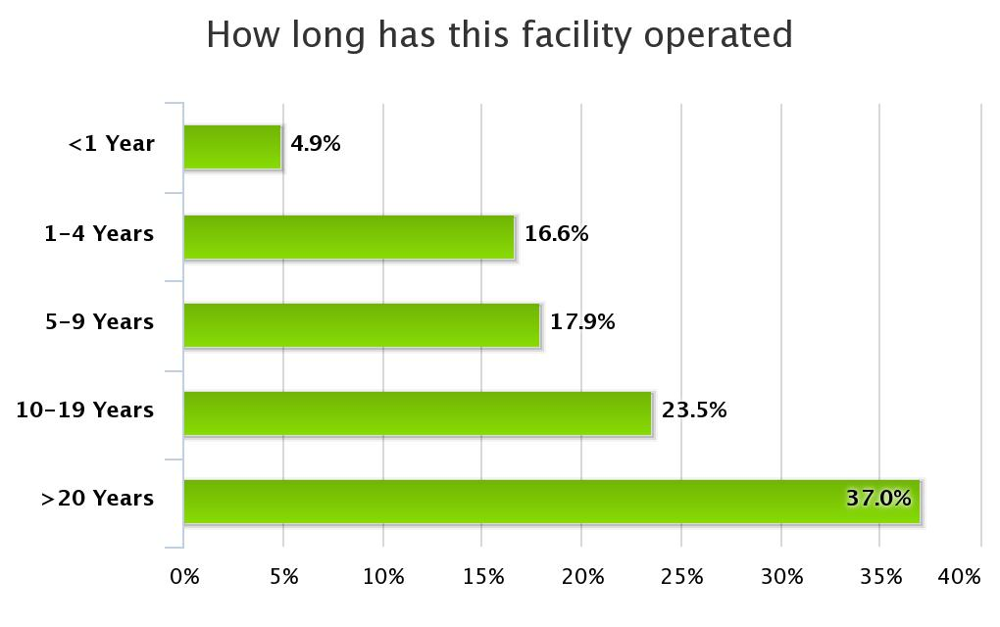 How long has this facility operated
<1 Year 4.9%
1-4 Years 16.6%
5-9 Years 17.9%
10-19 Years 23.5%
>20 Years 37.0%
0% 5% 10% 15% 20% 25% 30% 35% 40%